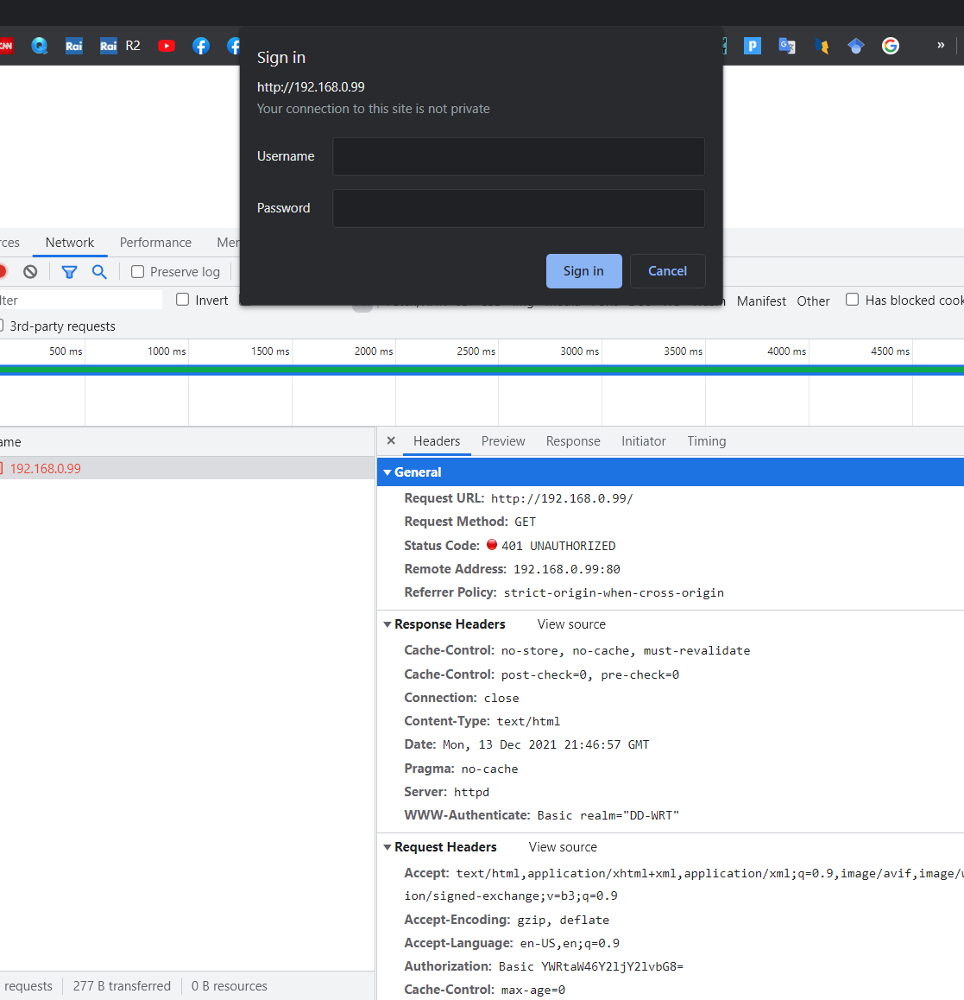 CNN Rai Rai R2 »
Sign in
http://192.168.0.99
Your connection to this site is not private
Username
Password
Sign in Cancel
rces Network Performance Mer
Preserve log
lter Invert Manifest Other Has blocked cook
3rd-party requests
500 ms 1000 ms 1500 ms 2000 ms 2500 ms 3000 ms 3500 ms 4000 ms 4500 ms
ame
192.168.0.99
× Headers Preview Response Initiator Timing
General
Request URL: http://192.168.0.99/
Request Method: GET
Status Code: 401 UNAUTHORIZED
Remote Address: 192.168.0.99:80
Referrer Policy: strict-origin-when-cross-origin
Response Headers View source
Cache-Control: no-store, no-cache, must-revalidate
Cache-Control: post-check=0, pre-check=0
Connection: close
Content-Type: text/html
Date: Mon, 13 Dec 2021 21:46:57 GMT
Pragma: no-cache
Server: httpd
WWW-Authenticate: Basic realm="DD-WRT"
Request Headers View source
Accept: text/html,application/xhtml+xml,application/xml;q=0.9,image/avif,image/w
ion/signed-exchange;v=b3;q=0.9
Accept-Encoding: gzip, deflate
Accept-Language: en-US,en;q=0.9
Authorization: Basic YWRtaW46Y2ljY2lvbG8=
Cache-Control: max-age=0
requests 277 B transferred 0 B resources